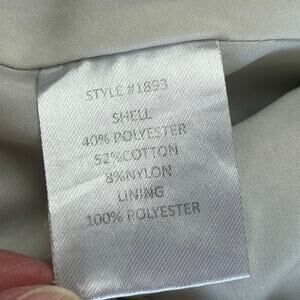 STYLE #1893
SHELL
40% POLYESTER
52%COTTON
8%NYLON
LINING
100% POLYESTER